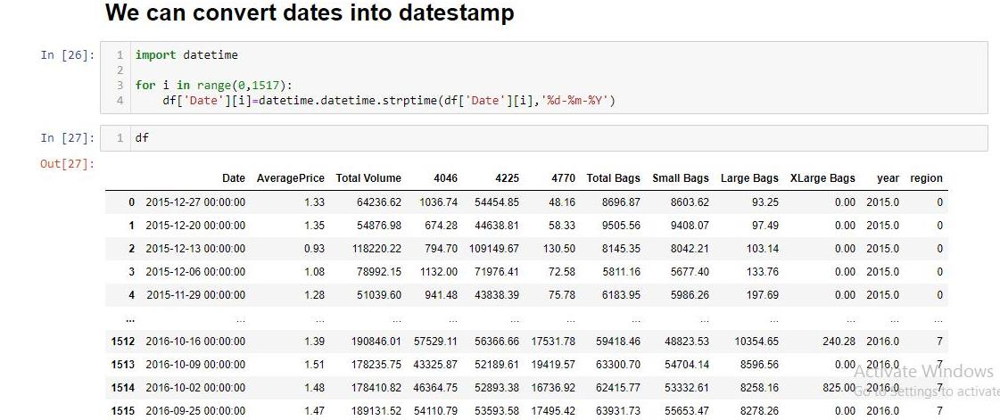 We can convert dates into datestamp
In [26]:
1 import datetime
2
3 for i in range(0,1517):
4 df['Date'][i]=datetime.datetime.strptime(df['Date'][i],'%d-%m-%Y')
In [27]:
1 df
Out[27]:
Date AveragePrice Total Volume 4046 4225 4770 Total Bags Small Bags Large Bags XLarge Bags year region
0 2015-12-27 00:00:00 1.33 64236.62 1036.74 54454.85 48.16 8696.87 8603.62 93.25 0.00 2015.0 0
1 2015-12-20 00:00:00 1.35 54876.98 674.28 44638.81 58.33 9505.56 9408.07 97.49 0.00 2015.0 0
2 2015-12-13 00:00:00 0.93 118220.22 794.70 109149.67 130.50 8145.35 8042.21 103.14 0.00 2015.0 0
3 2015-12-06 00:00:00 1.08 78992.15 1132.00 71976.41 72.58 5811.16 5677.40 133.76 0.00 2015.0 0
4 2015-11-29 00:00:00 1.28 51039.60 941.48 43838.39 75.78 6183.95 5986.26 197.69 0.00 2015.0 0
... ... ... ... ... ... ... ... ... ... ... ... ...
1512 2016-10-16 00:00:00 1.39 190846.01 57529.11 56366.66 17531.78 59418.46 48823.53 10354.65 240.28 2016.0 7
1513 2016-10-09 00:00:00 1.51 178235.75 43325.87 52189.61 19419.57 63300.70 54704.14 8596.56 0.00 2016.0 7
1514 2016-10-02 00:00:00 1.48 178410.82 46364.75 52893.38 16736.92 62415.77 53332.61 8258.16 825.00 2016.0 7
1515 2016-09-25 00:00:00 1.47 189131.52 54110.79 53593.58 17495.42 63931.73 55653.47 8278.26 0.00 2016.0 7
Activate Windows
Go to Settings to activate